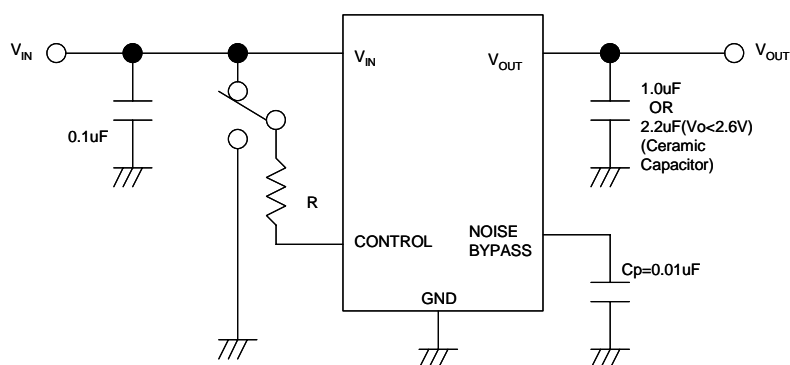 VIN
VIN
VOUT
VOUT
0.1uF
1.0uF
OR
2.2uF(Vo<2.6V)
(Ceramic
Capacitor)
R
CONTROL
NOISE
BYPASS
Cp=0.01uF
GND